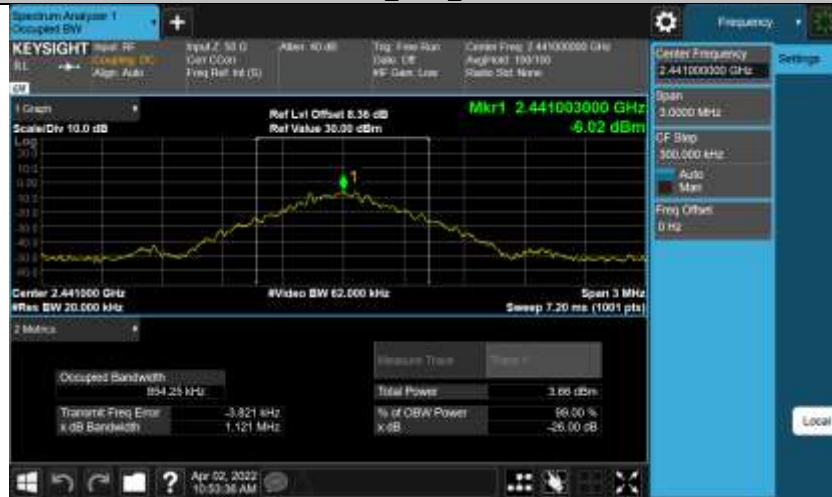 Spectrum Analyzer 1
Occupied BW
+
Frequency
KEYSIGHT
Input: RF
Coupling: DC
Align: Auto
Input Z: 50 Ω
Corr CCorr
Freq Ref: Int (S)
Atten: 40 dB
Trig: Free Run
Gate: Off
#IF Gain: Low
Center Freq: 2.441000000 GHz
Avg|Hold: 100/100
Radio Std: None
Center Frequency
2.441000000 GHz
Settings
Span
3.0000 MHz
CF Step
300.000 kHz
Auto
Man
Freq Offset
0 Hz
1 Graph
Scale/Div 10.0 dB
Ref Lvl Offset 8.36 dB
Ref Value 30.00 dBm
Mkr1 2.441003000 GHz
-6.02 dBm
Log
1
Center 2.441000 GHz
#Res BW 20.000 kHz
#Video BW 62.000 kHz
Span 3 MHz
Sweep 7.20 ms (1001 pts)
2 Metrics
Measure Trace
Trace 1
Occupied Bandwidth
Total Power
3.66 dBm
Transmit Freq Error
-3.821 kHz
% of OBW Power
99.00 %
x dB Bandwidth
1.121 MHz
x dB
-26.00 dB
Local
?
Apr 02, 2022
10:53:36 AM